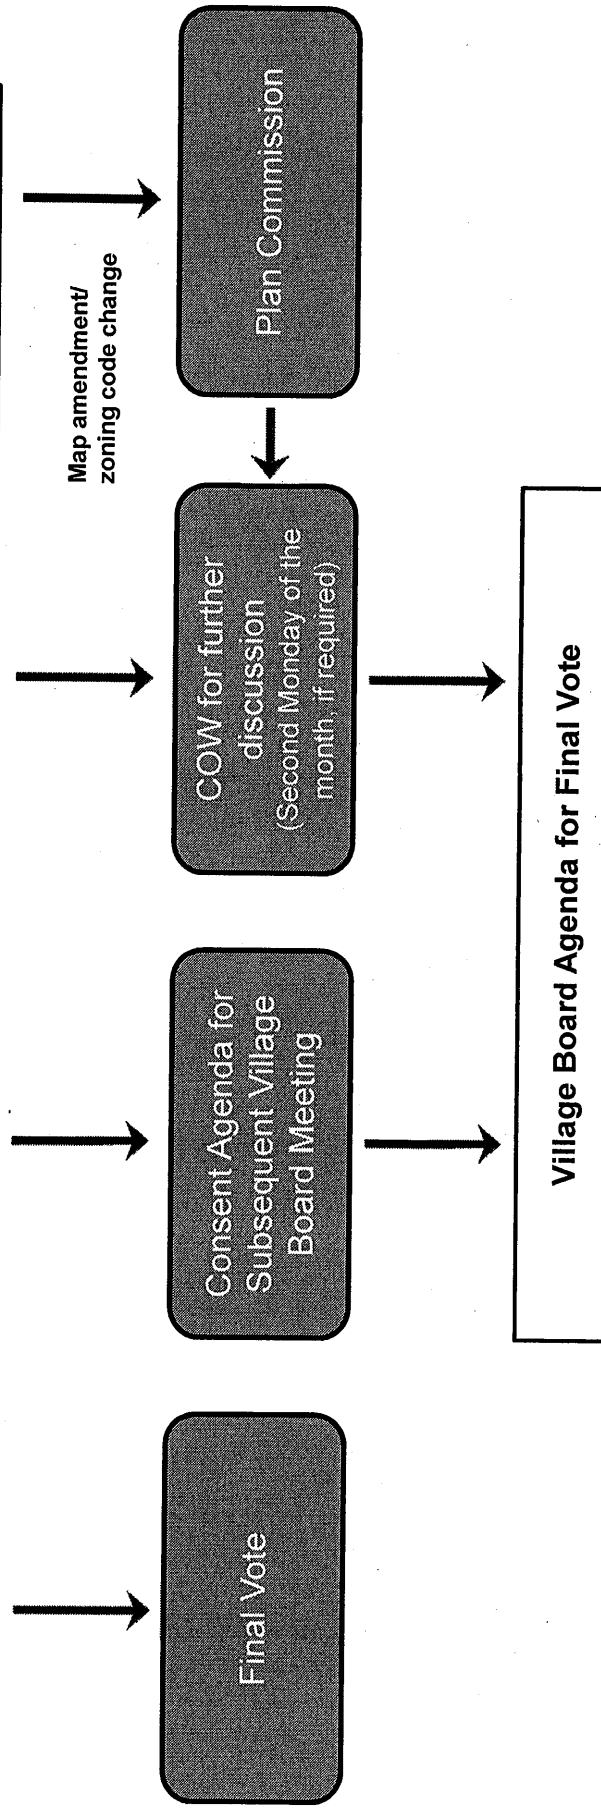 Map amendment/
zoning code change
Final Vote
Consent Agenda for
Subsequent Village
Board Meeting
COW for further
discussion
(Second Monday of the
month, if required)
Plan Commission
Village Board Agenda for Final Vote